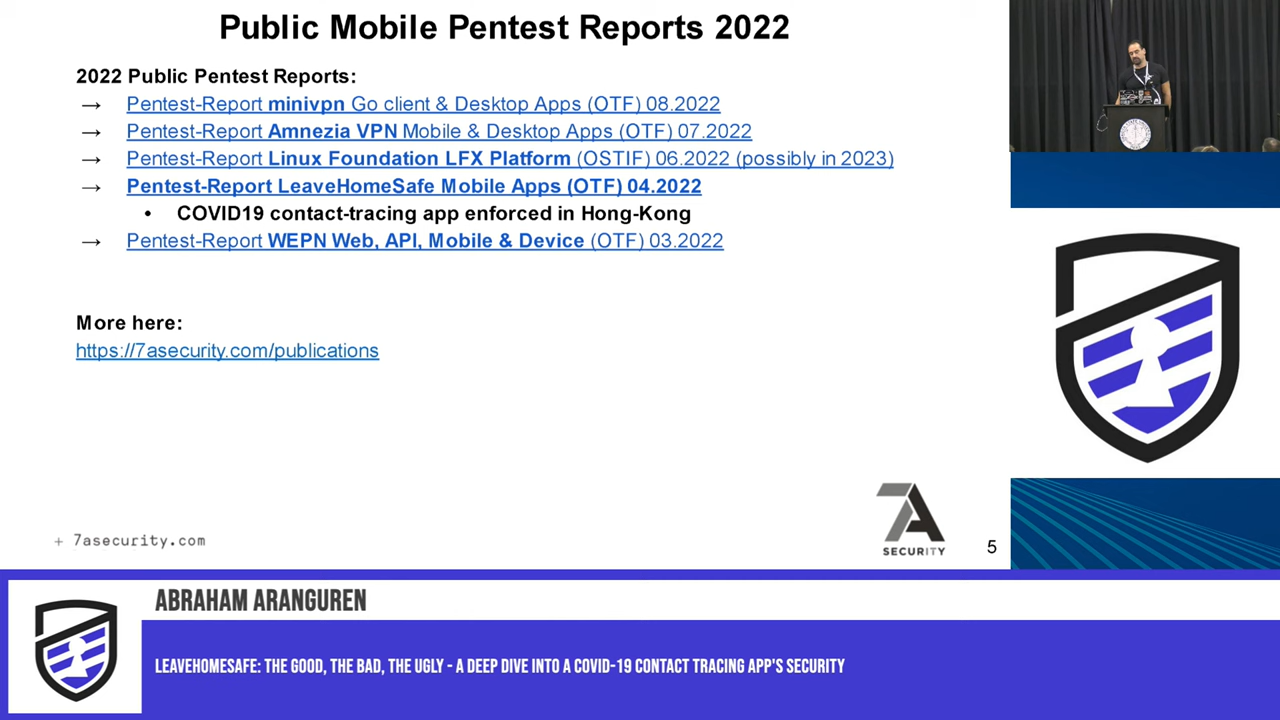 Public Mobile Pentest Reports 2022
2022 Public Pentest Reports:
→ Pentest-Report minivpn Go client & Desktop Apps (OTF) 08.2022
→ Pentest-Report Amnezia VPN Mobile & Desktop Apps (OTF) 07.2022
→ Pentest-Report Linux Foundation LFX Platform (OSTIF) 06.2022 (possibly in 2023)
→ Pentest-Report LeaveHomeSafe Mobile Apps (OTF) 04.2022
• COVID19 contact-tracing app enforced in Hong-Kong
→ Pentest-Report WEPN Web, API, Mobile & Device (OTF) 03.2022
More here:
https://7asecurity.com/publications
+ 7asecurity.com
7A
SECURITY
5
ABRAHAM ARANGUREN
LEAVEHOMESAFE: THE GOOD, THE BAD, THE UGLY - A DEEP DIVE INTO A COVID-19 CONTACT TRACING APP'S SECURITY